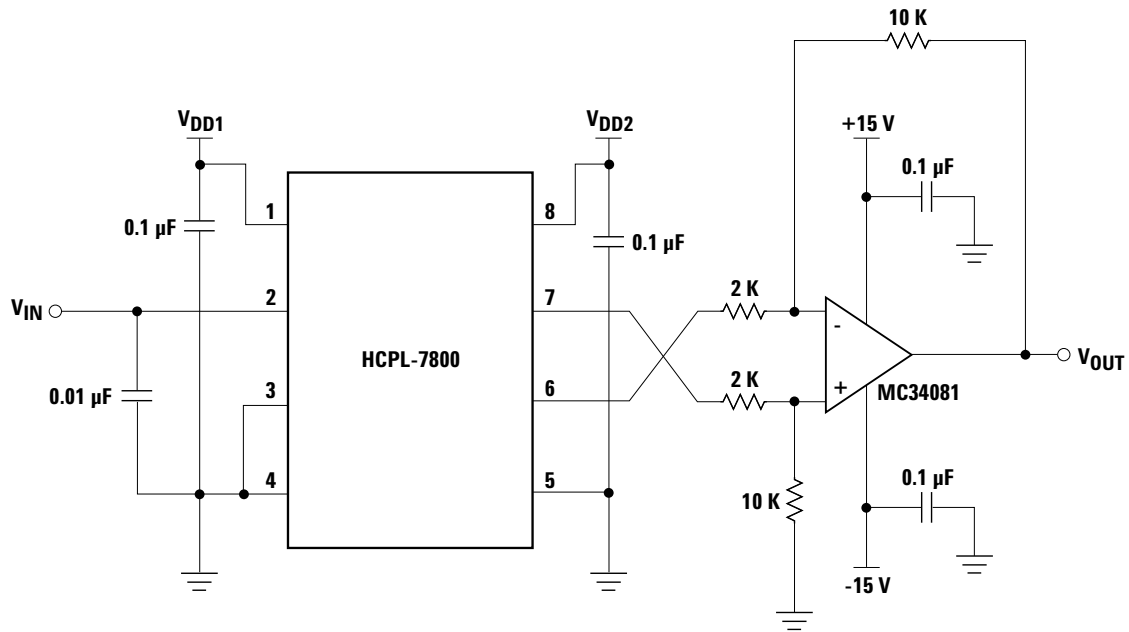 10 K
V_DD1
V_DD2
+15 V
0.1 µF
0.1 µF
1
8
0.1 µF
2 K
V_IN
2
7
-
HCPL-7800
V_OUT
2 K
0.01 µF
3
6
+
MC34081
4
5
0.1 µF
10 K
-15 V